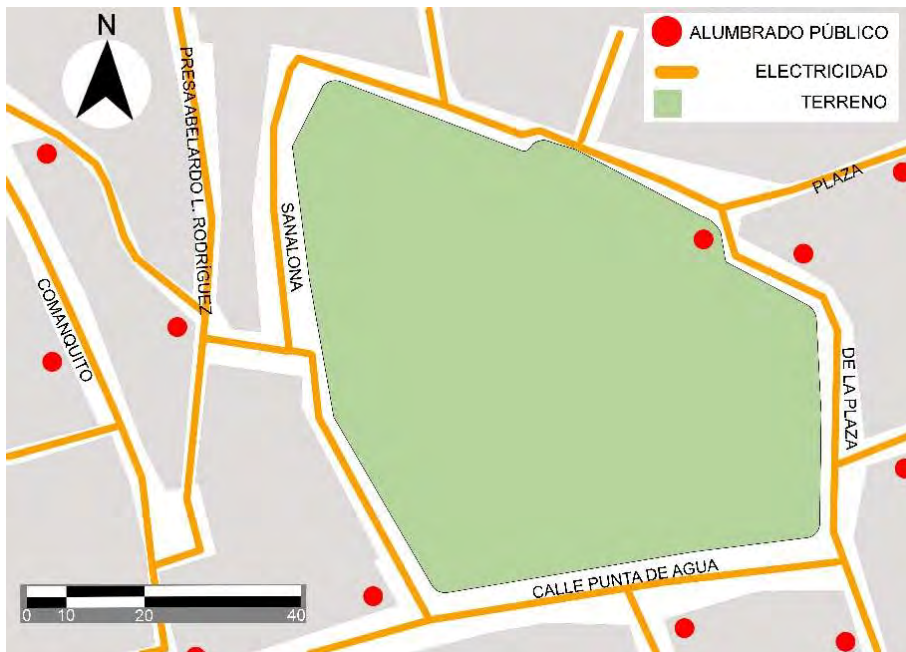 N
ALUMBRADO PÚBLICO
ELECTRICIDAD
TERRENO
PRESA ABELARDO L. RODRÍGUEZ
PLAZA
SANALONA
COMANQUITO
DE LA PLAZA
CALLE PUNTA DE AGUA
0 10 20 40